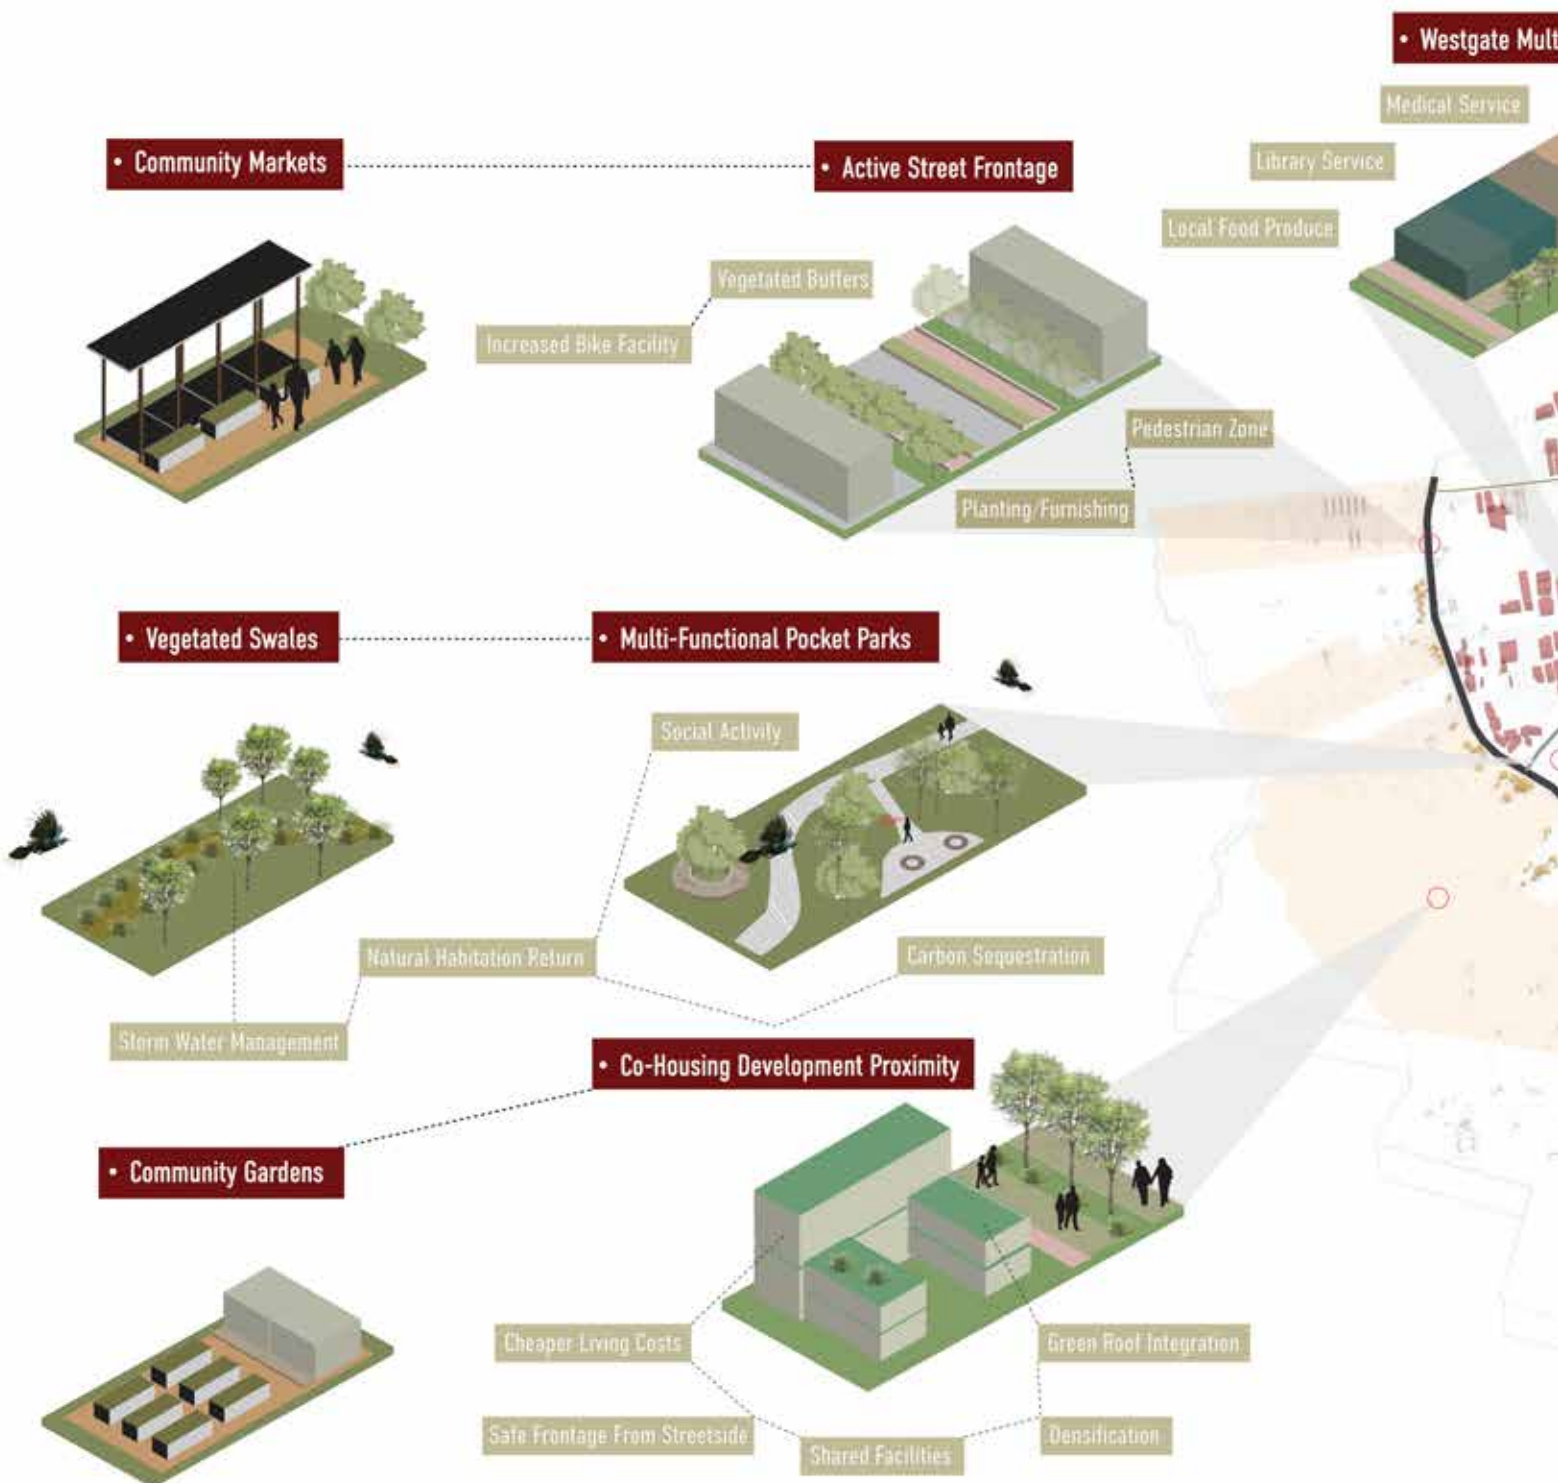 • Westgate Mult
Medical Service
• Community Markets
• Active Street Frontage
Library Service
Local Food Produce
Vegetated Buffers
Increased Bike Facility
Pedestrian Zone
Planting/Furnishing
• Vegetated Swales
• Multi-Functional Pocket Parks
Social Activity
Natural Habitation Return
Carbon Sequestration
Storm Water Management
• Co-Housing Development Proximity
• Community Gardens
Cheaper Living Costs
Green Roof Integration
Safe Frontage From Streetside
Shared Facilities
Densification